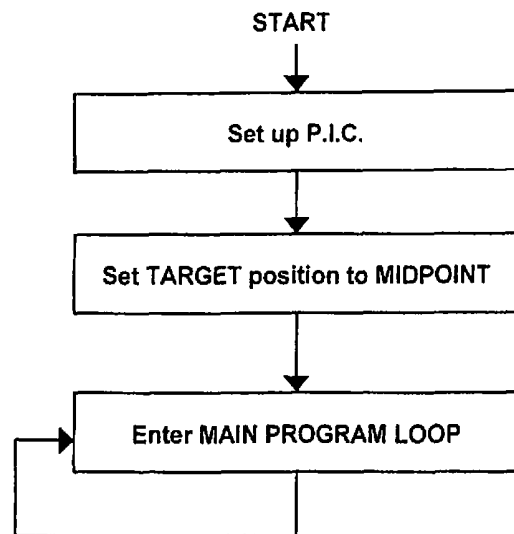 START
Set up P.I.C.
Set TARGET position to MIDPOINT
Enter MAIN PROGRAM LOOP